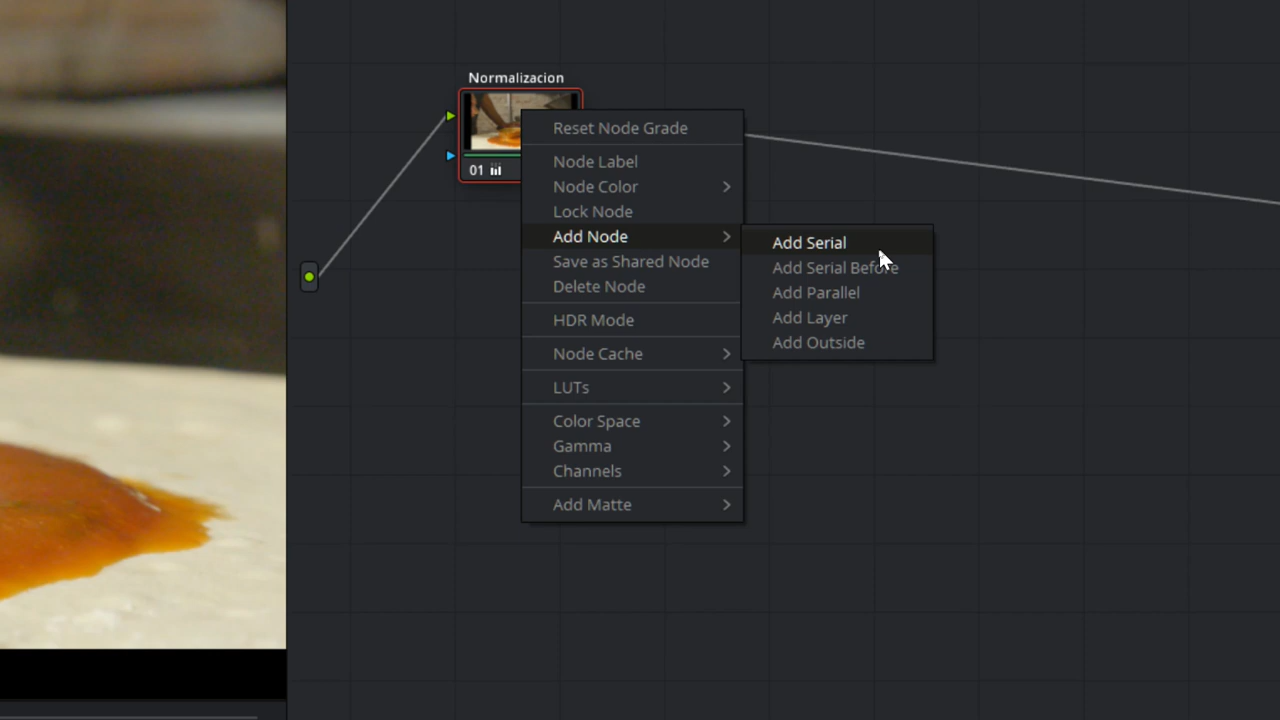 Normalizacion
01
Reset Node Grade
Node Label
Node Color
Lock Node
Add Node
Save as Shared Node
Delete Node
HDR Mode
Node Cache
LUTs
Color Space
Gamma
Channels
Add Matte
Add Serial
Add Serial Before
Add Parallel
Add Layer
Add Outside